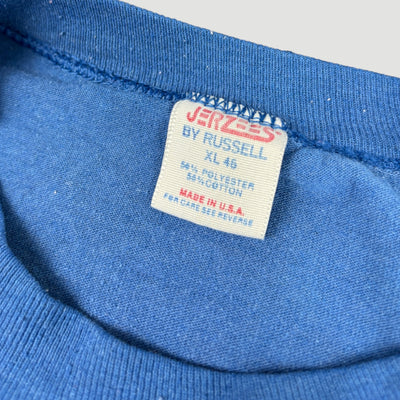 JERZEES
BY RUSSELL
XL 46
50% POLYESTER
50% COTTON
MADE IN U.S.A.
FOR CARE SEE REVERSE